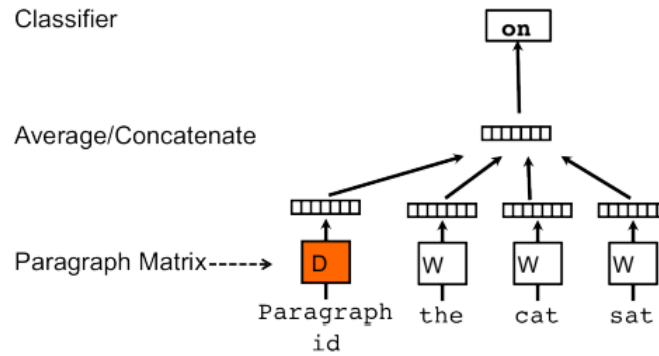 Classifier
on
Average/Concatenate
Paragraph Matrix
D
W
W
W
Paragraph
id
the
cat
sat